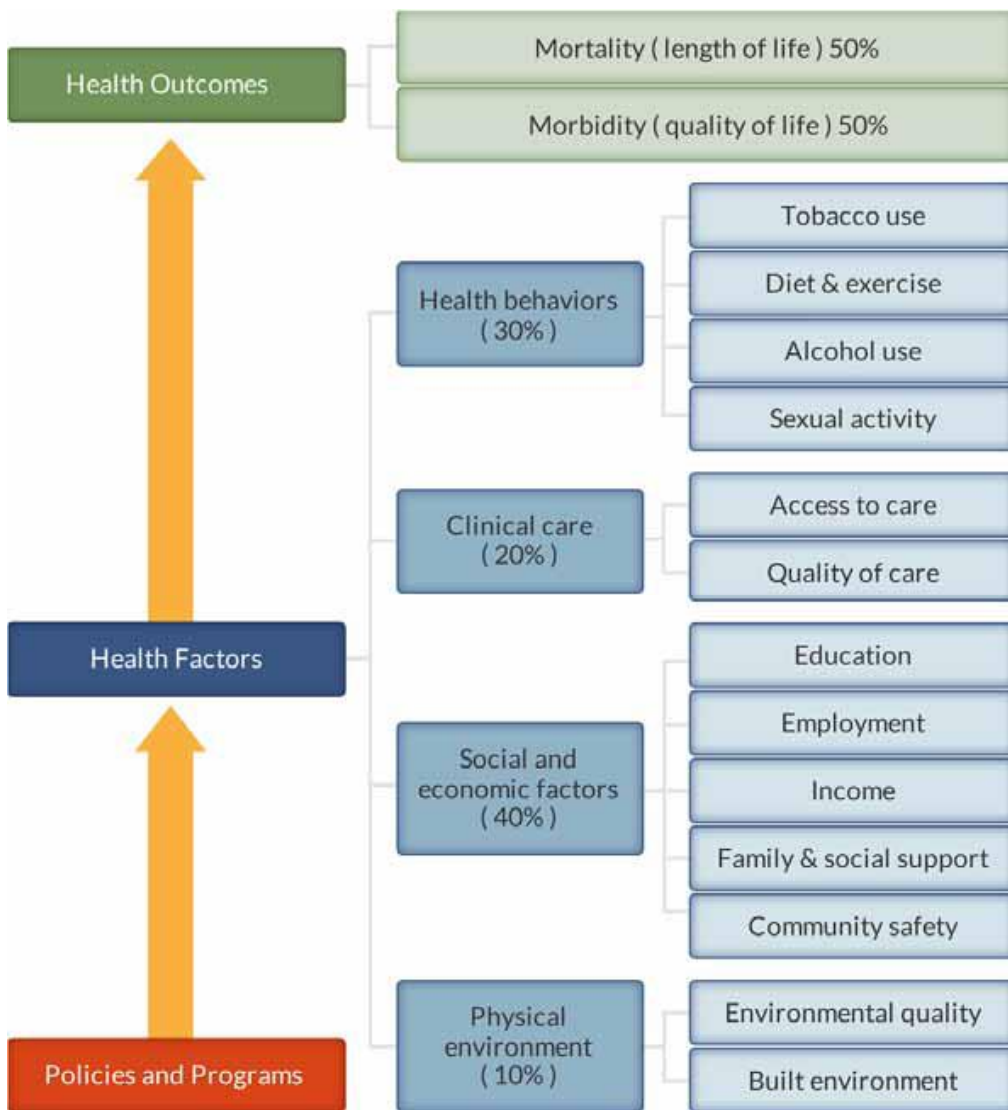 Health Outcomes
Mortality ( length of life ) 50%
Morbidity ( quality of life ) 50%
Health Factors
Health behaviors
( 30% )
Tobacco use
Diet & exercise
Alcohol use
Sexual activity
Clinical care
( 20% )
Access to care
Quality of care
Social and
economic factors
( 40% )
Education
Employment
Income
Family & social support
Community safety
Physical
environment
( 10% )
Environmental quality
Built environment
Policies and Programs